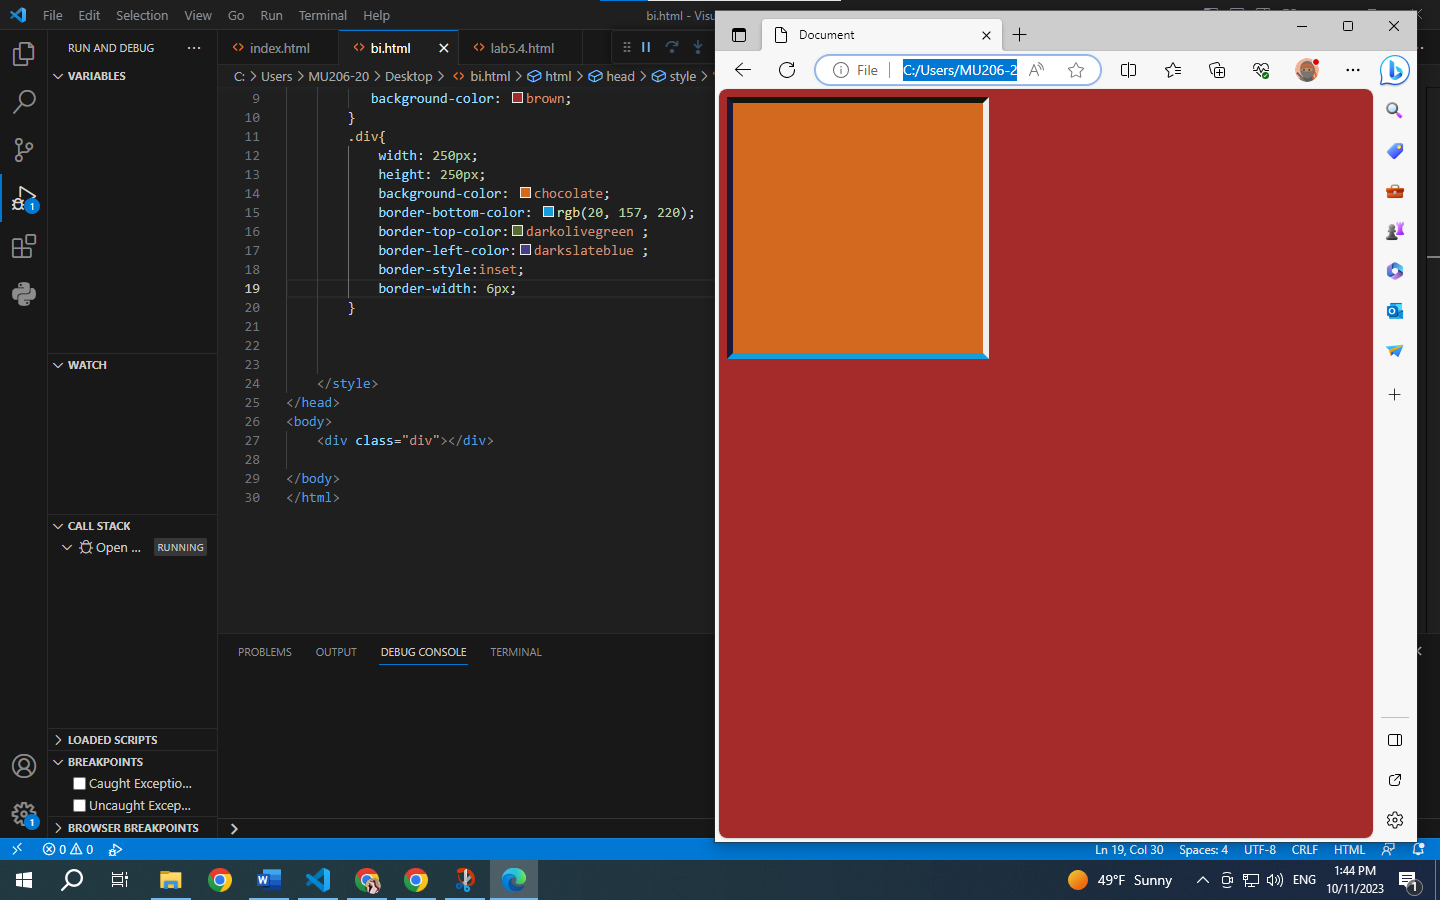 File Edit Selection View Go Run Terminal Help
bi.html - Visu
RUN AND DEBUG ...
VARIABLES
WATCH
CALL STACK
Open ... RUNNING
LOADED SCRIPTS
BREAKPOINTS
Caught Exceptio...
Uncaught Excep...
BROWSER BREAKPOINTS
index.html bi.html lab5.4.html
C: > Users > MU206-20 > Desktop > bi.html > html > head > style >
9 background-color: brown;
10 }
11 .div{
12 width: 250px;
13 height: 250px;
14 background-color: chocolate;
15 border-bottom-color: rgb(20, 157, 220);
16 border-top-color: darkolivegreen ;
17 border-left-color: darkslateblue ;
18 border-style:inset;
19 border-width: 6px;
20 }
21
22
23
24 </style>
25 </head>
26 <body>
27 <div class="div"></div>
28
29 </body>
30 </html>
PROBLEMS OUTPUT DEBUG CONSOLE TERMINAL
Document
File C:/Users/MU206-2
0 0 1
Ln 19, Col 30 Spaces: 4 UTF-8 CRLF HTML
49°F Sunny ENG 1:44 PM
10/11/2023
1